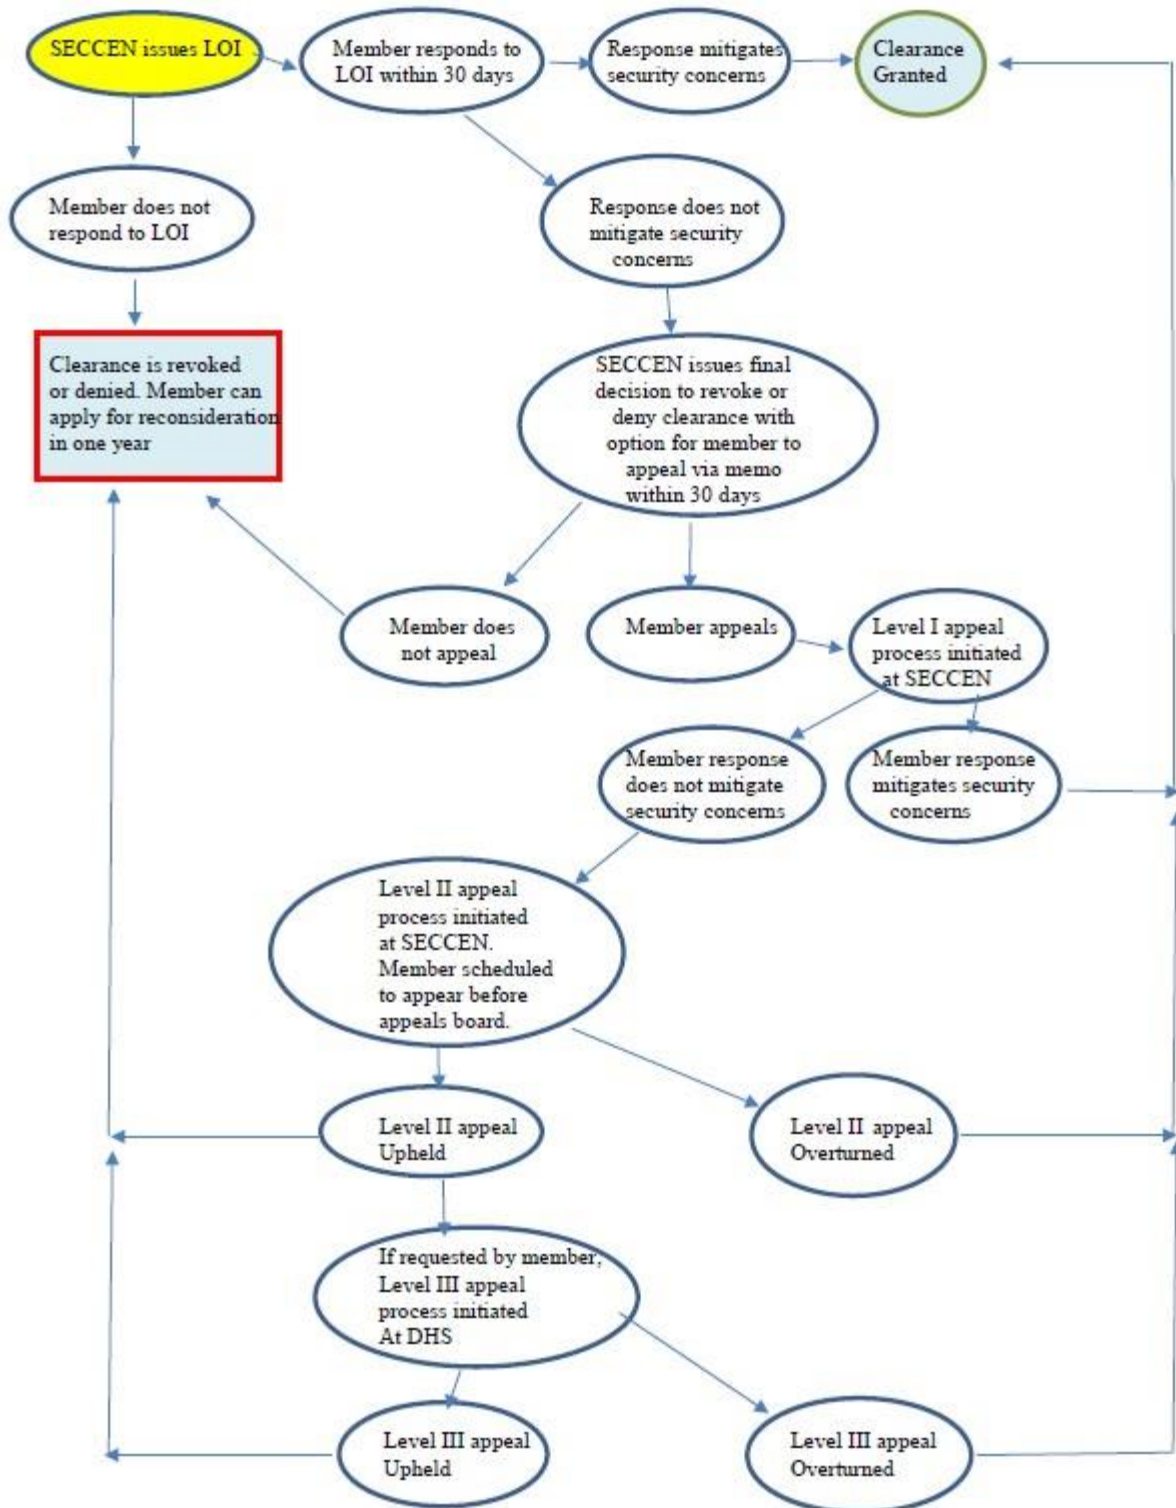 SECCEN issues LOI
Member responds to
LOI within 30 days
Response mitigates
security concerns
Clearance
Granted
Member does not
respond to LOI
Response does not
mitigate security
concerns
Clearance is revoked
or denied. Member can
apply for reconsideration
in one year
SECCEN issues final
decision to revoke or
deny clearance with
option for member to
appeal via memo
within 30 days
Member does
not appeal
Member appeals
Level I appeal
process initiated
at SECCEN
Member response
does not mitigate
security concerns
Member response
mitigates security
concerns
Level II appeal
process initiated
at SECCEN.
Member scheduled
to appear before
appeals board.
Level II appeal
Upheld
Level II appeal
Overturned
If requested by member,
Level III appeal
process initiated
At DHS
Level III appeal
Upheld
Level III appeal
Overturned